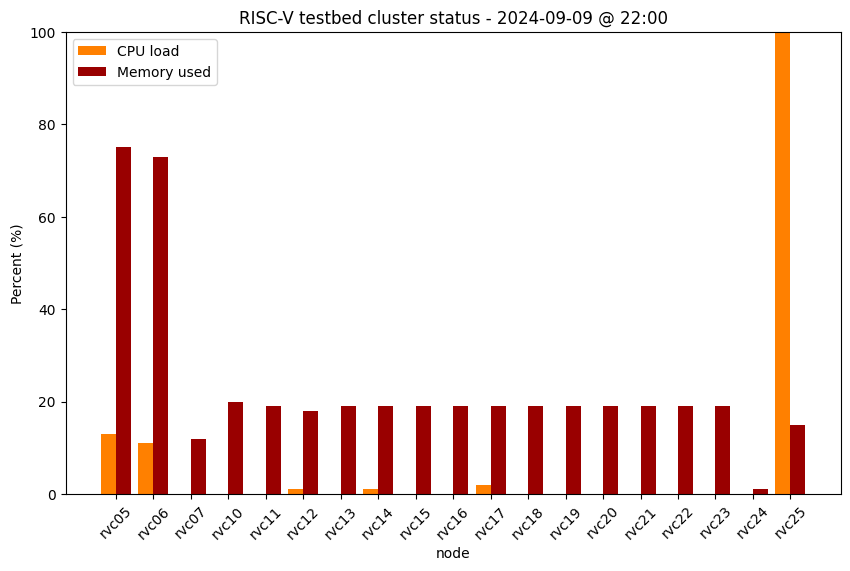 RISC-V testbed cluster status - 2024-09-09 @ 22:00
CPU load
Memory used
Percent (%)
100
80
60
40
20
0
rvc05
rvc06
rvc07
rvc10
rvc11
rvc12
rvc13
rvc14
rvc15
rvc16
rvc17
rvc18
rvc19
rvc20
rvc21
rvc22
rvc23
rvc24
rvc25
node